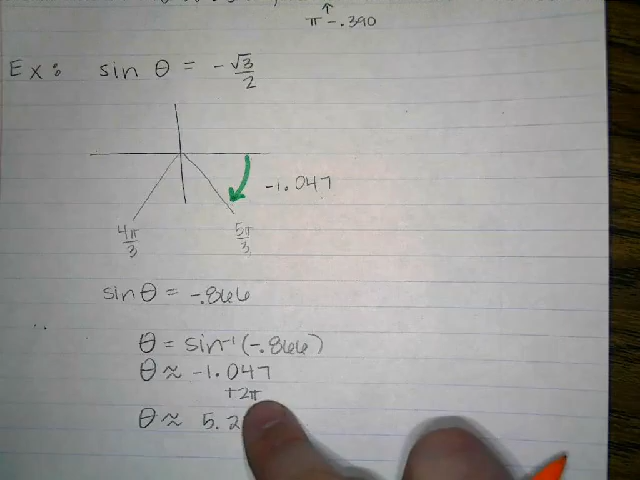 ↑
π - .340
Ex: sin θ = -√3/2
-1.047
4π/3
5π/3
sin θ = -.866
θ = sin⁻¹(-.866)
θ ≈ -1.047
+2π
θ ≈ 5.2